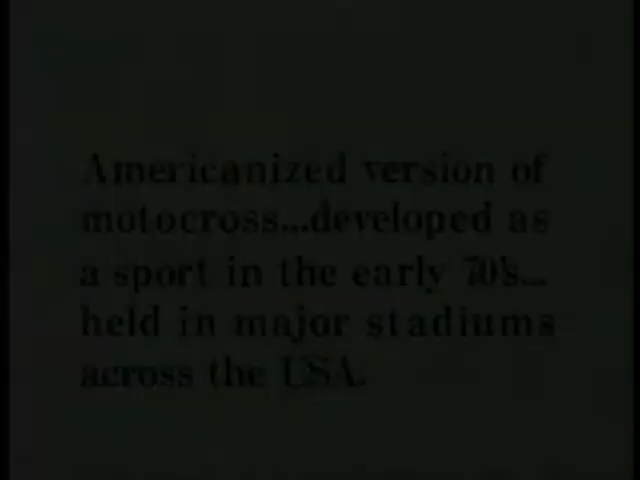 Americanized version of
motocross...developed as
a sport in the early 70's...
held in major stadiums
across the USA.